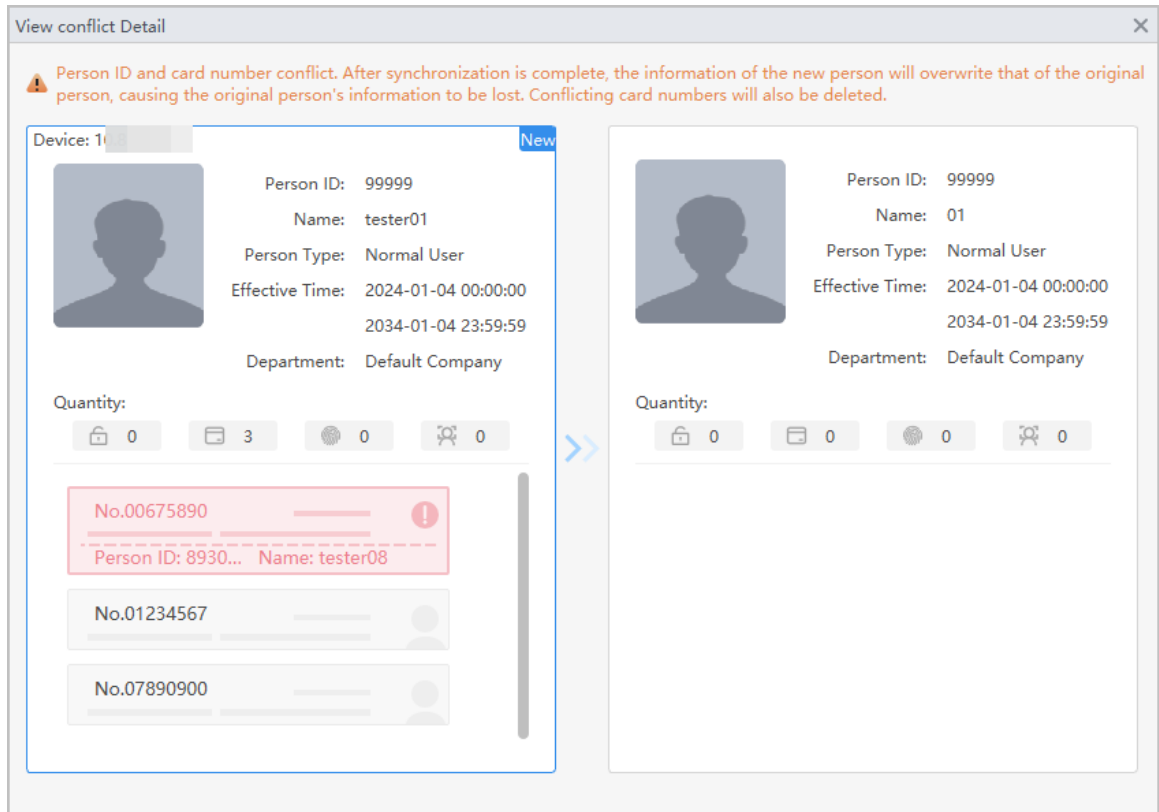 View conflict Detail
Person ID and card number conflict. After synchronization is complete, the information of the new person will overwrite that of the original
person, causing the original person's information to be lost. Conflicting card numbers will also be deleted.
Device:
New
Person ID: 99999
Name: tester01
Person Type: Normal User
Effective Time: 2024-01-04 00:00:00
2034-01-04 23:59:59
Department: Default Company
Quantity:
0 3 0 0
No.00675890
Person ID: 8930... Name: tester08
No.01234567
No.07890900
Person ID: 99999
Name: 01
Person Type: Normal User
Effective Time: 2024-01-04 00:00:00
2034-01-04 23:59:59
Department: Default Company
Quantity:
0 0 0 0